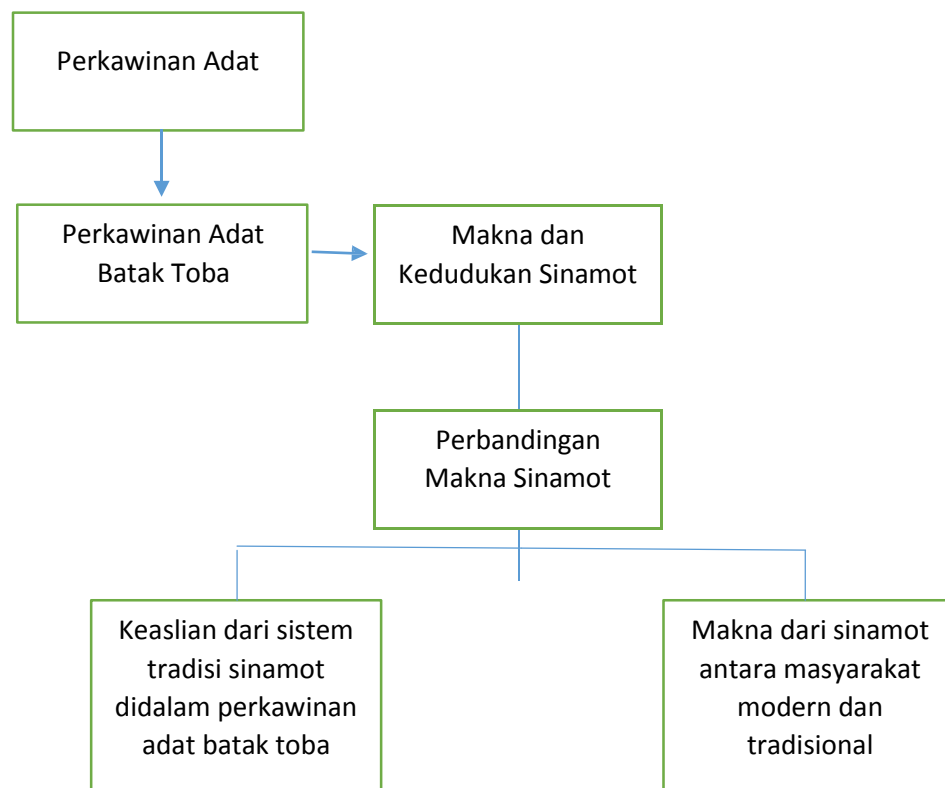 Perkawinan Adat
Perkawinan Adat
Batak Toba
Makna dan
Kedudukan Sinamot
Perbandingan
Makna Sinamot
Keaslian dari sistem
tradisi sinamot
didalam perkawinan
adat batak toba
Makna dari sinamot
antara masyarakat
modern dan
tradisional